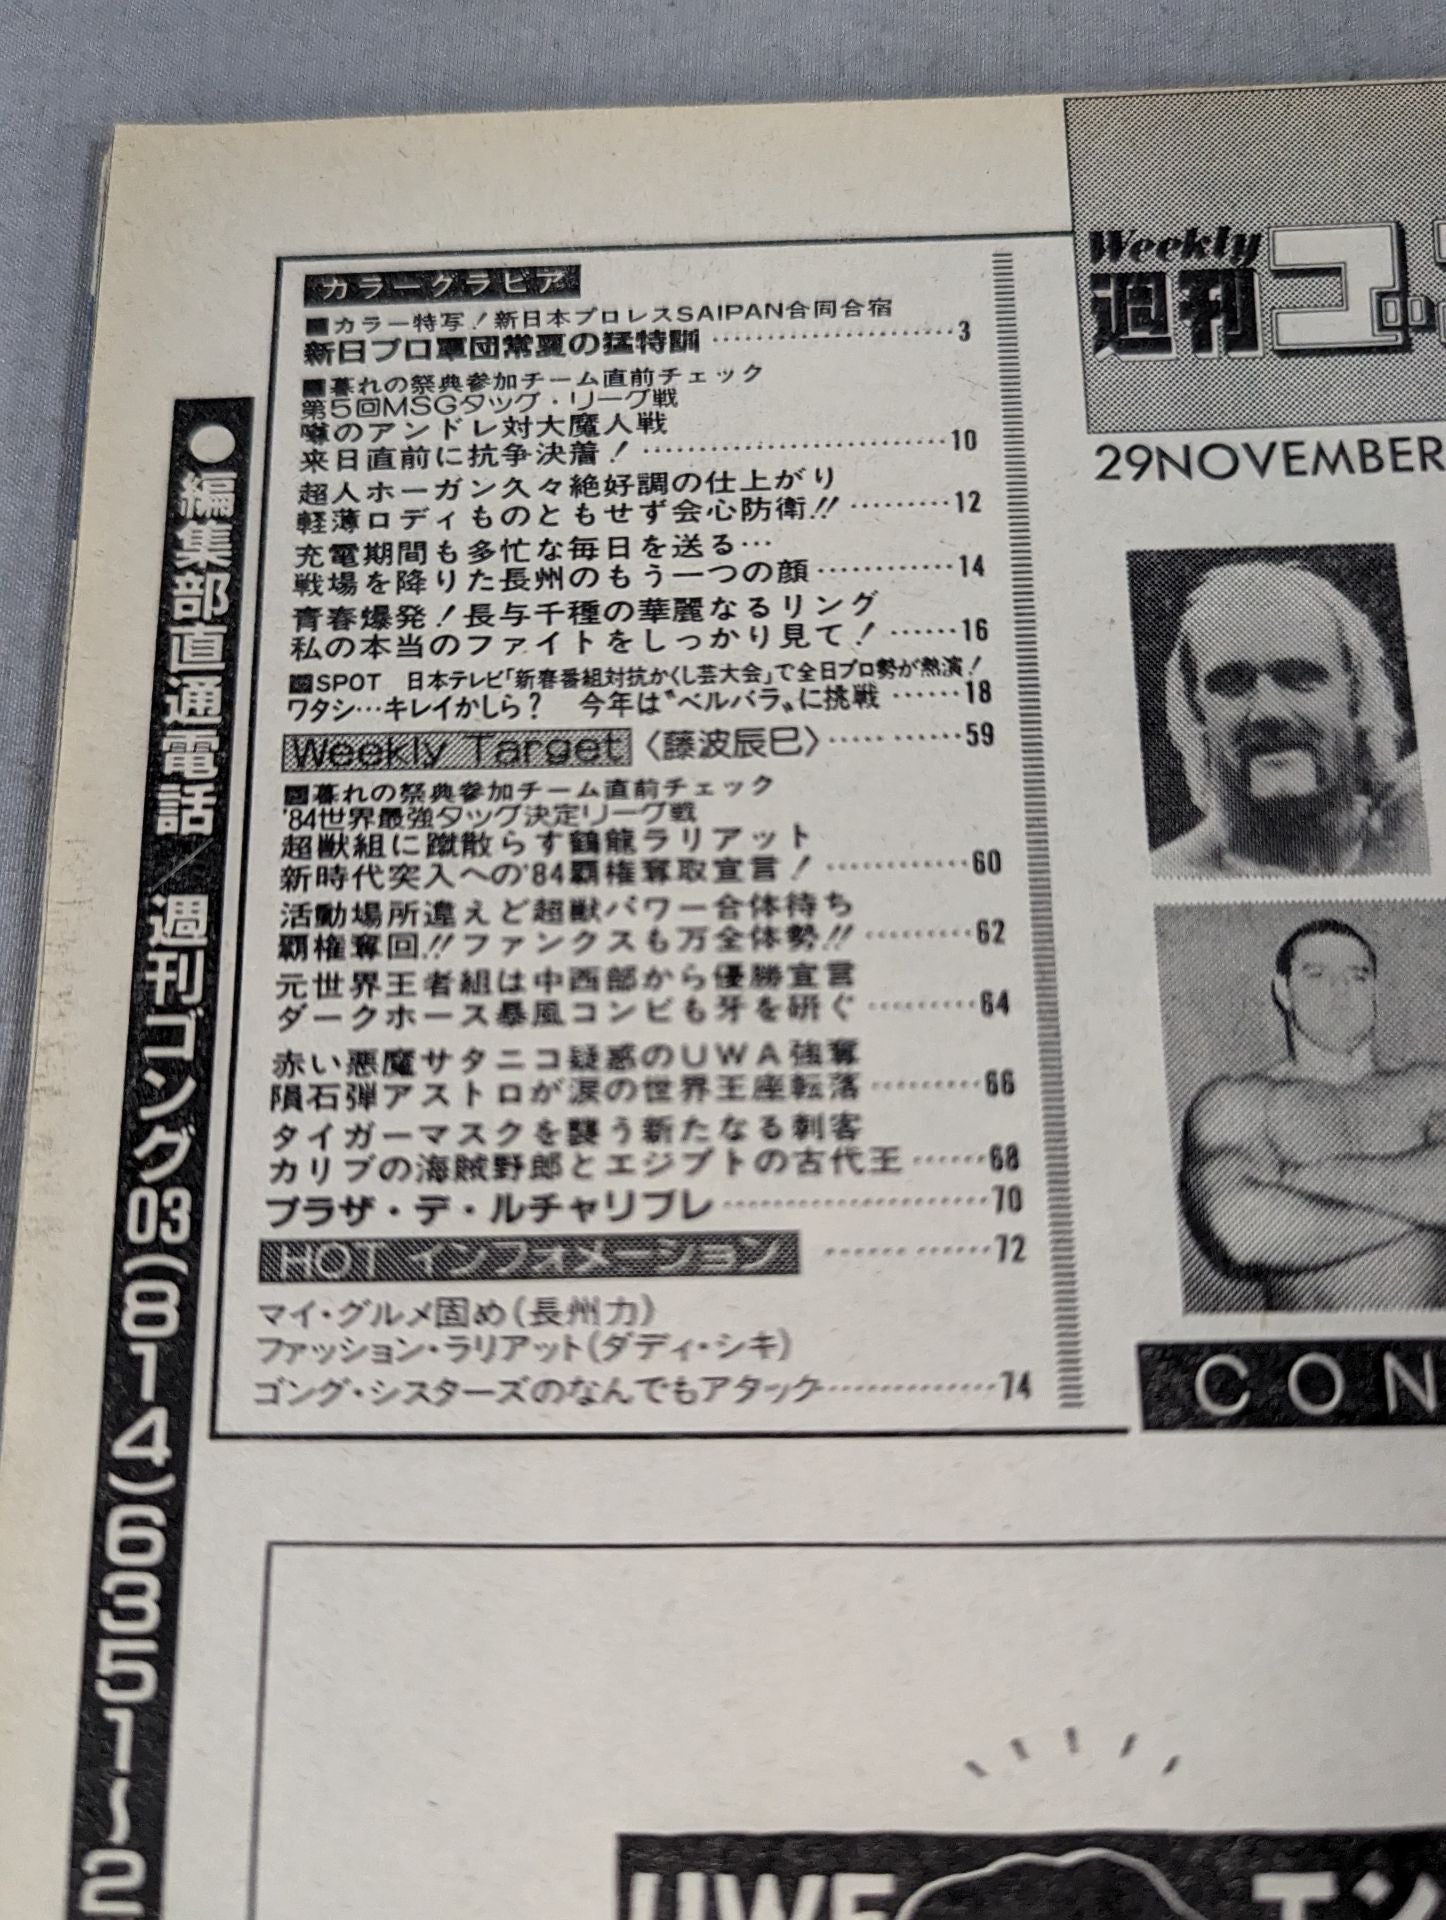 カラーグラビア
■カラー特写!新日本プロレスSAIPAN合同合宿
新日プロ軍団常夏の猛特訓……………………3
■暮れの祭典参加チーム直前チェック
第5回MSGタッグ・リーグ戦
噂のアンドレ対大魔人戦
来日直前に抗争決着!……………………………10
超人ホーガン久々絶好調の仕上がり
軽薄ロディものともせず会心防衛!!………12
充電期間も多忙な毎日を送る…
戦場を降りた長州のもう一つの顔…………14
青春爆発!長与千種の華麗なるリング
私の本当のファイトをしっかり見て!……16
■SPOT 日本テレビ「新春番組対抗かくし芸大会」で全日プロ勢が熱演!
ワタシ…キレイかしら? 今年は〝ベルバラ〟に挑戦……18
Weekly Target〈藤波辰巳〉…………59
■暮れの祭典参加チーム直前チェック
'84世界最強タッグ決定リーグ戦
超獣組に蹴散らす鶴龍ラリアット
新時代突入への'84覇権奪取宣言!…………60
活動場所違えど超獣パワー合体待ち
覇権奪回!!ファンクスも万全体勢!!………62
元世界王者組は中西部から優勝宣言
ダークホース暴風コンビも牙を研ぐ………64
赤い悪魔サタニコ疑惑のUWA強奪
隕石弾アストロが涙の世界王座転落………66
タイガーマスクを襲う新たなる刺客
カリブの海賊野郎とエジプトの古代王……68
プラザ・デ・ルチャリブレ……………………70
HOT インフォメーション …………72
マイ・グルメ固め(長州力)
ファッション・ラリアット(ダディ・シキ)
ゴング・シスターズのなんでもアタック……………74
●編集部直通電話/週刊ゴング03(814)6351〜2
Weekly
週刊ゴ
29NOVEMBER
CON
UWF